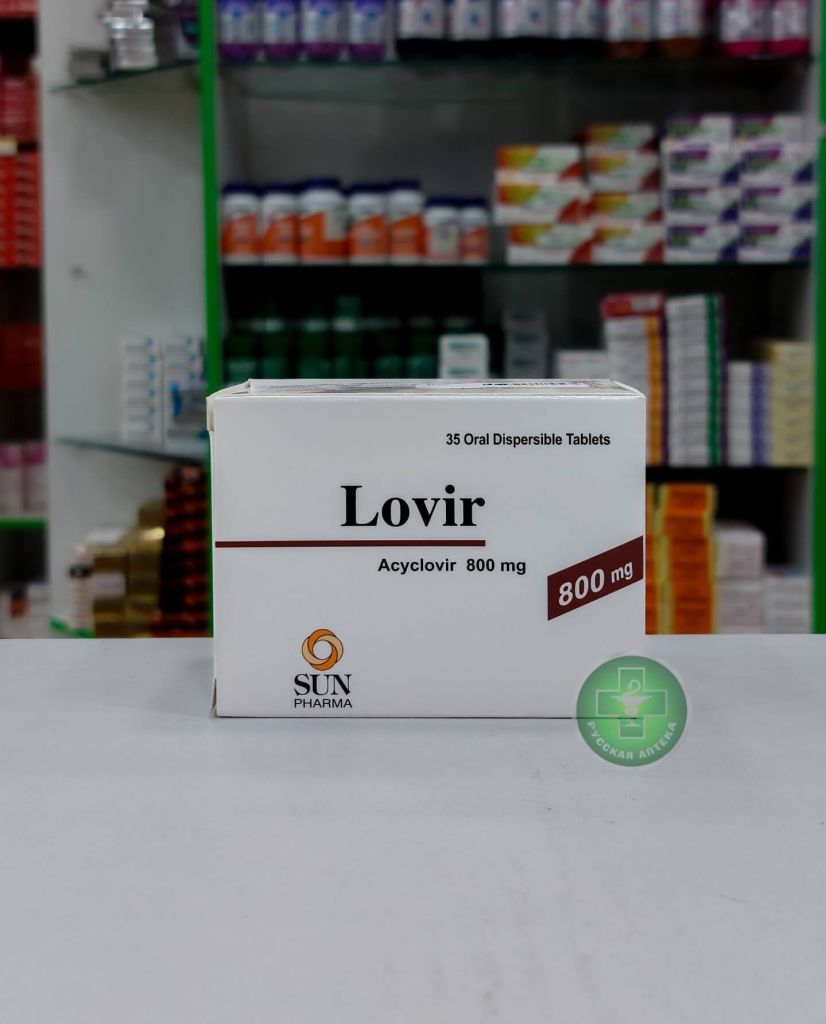 35 Oral Dispersible Tablets
Lovir
Acyclovir 800 mg
800 mg
SUN
PHARMA
РУССКАЯ АПТЕКА